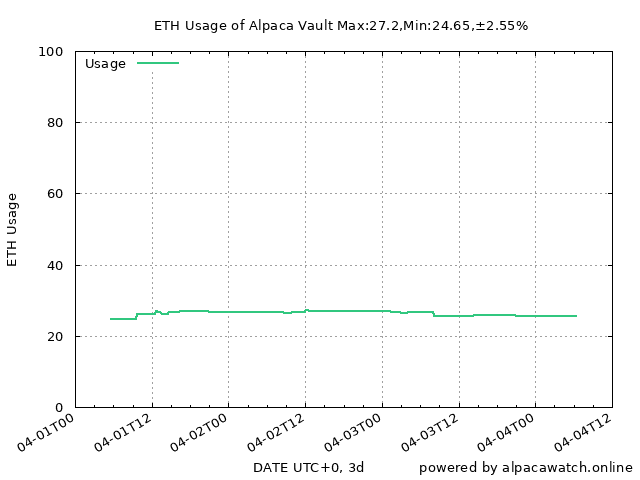 ETH Usage of Alpaca Vault Max:27.2,Min:24.65,±2.55%
Usage
100
80
60
40
20
0
ETH Usage
04-01T00
04-01T12
04-02T00
04-02T12
04-03T00
04-03T12
04-04T00
04-04T12
DATE UTC+0, 3d
powered by alpacawatch.online